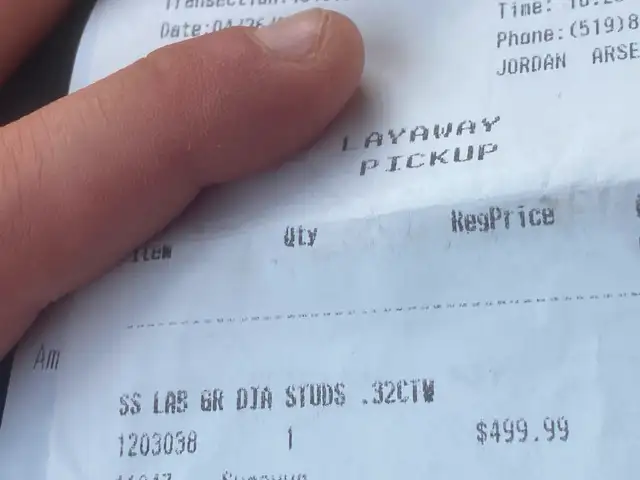 Date:04/26
Time:
Phone:(519)8
JORDAN ARSE
LAYAWAY
PICKUP
Item Qty RegPrice
Am
SS LAB GR DIA STUDS .32CTW
1203038 1 $499.99